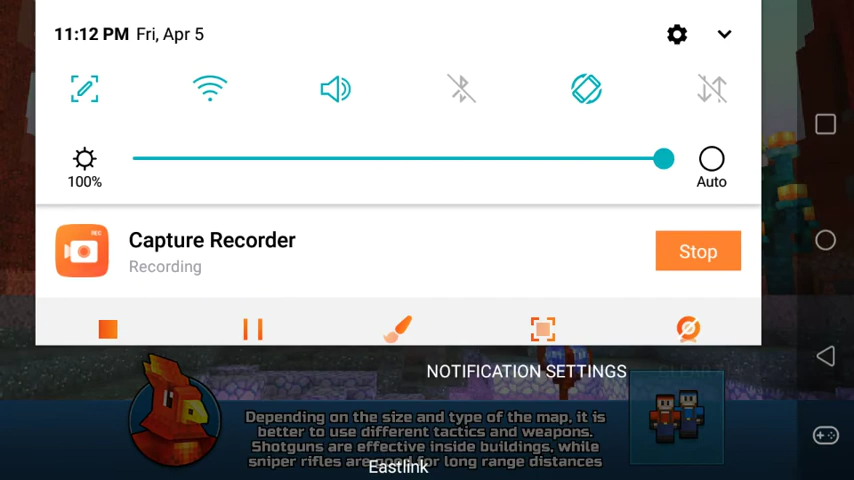 11:12 PM Fri, Apr 5
100%
Auto
REC
Capture Recorder
Recording
Stop
NOTIFICATION SETTINGS
CLEAR
Depending on the size and type of the map, it is
better to use different tactics and weapons.
Shotguns are effective inside buildings, while
sniper rifles are good for long range distances
Eastlink